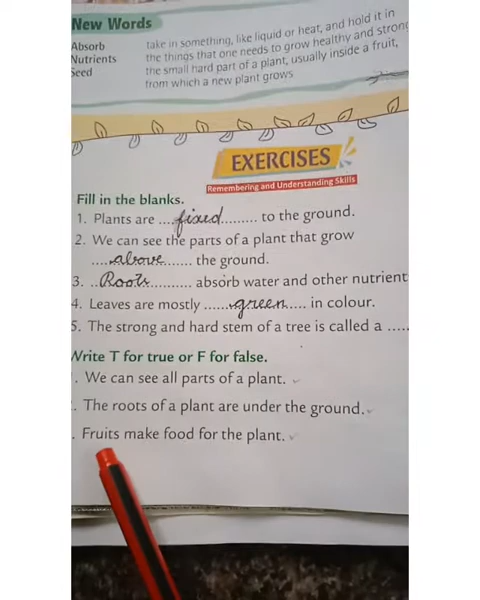 New Words
Absorb take in something, like liquid or heat, and hold it in
Nutrients the things that one needs to grow healthy and strong
Seed the small hard part of a plant, usually inside a fruit,
from which a new plant grows
EXERCISES
Remembering and Understanding Skills
Fill in the blanks.
1. Plants are ....fixed......... to the ground.
2. We can see the parts of a plant that grow
....above....... the ground.
3. ..Roots.......... absorb water and other nutrient
4. Leaves are mostly ......green..... in colour.
5. The strong and hard stem of a tree is called a .....
Write T for true or F for false.
. We can see all parts of a plant. ✓
. The roots of a plant are under the ground. ✓
. Fruits make food for the plant. ✓